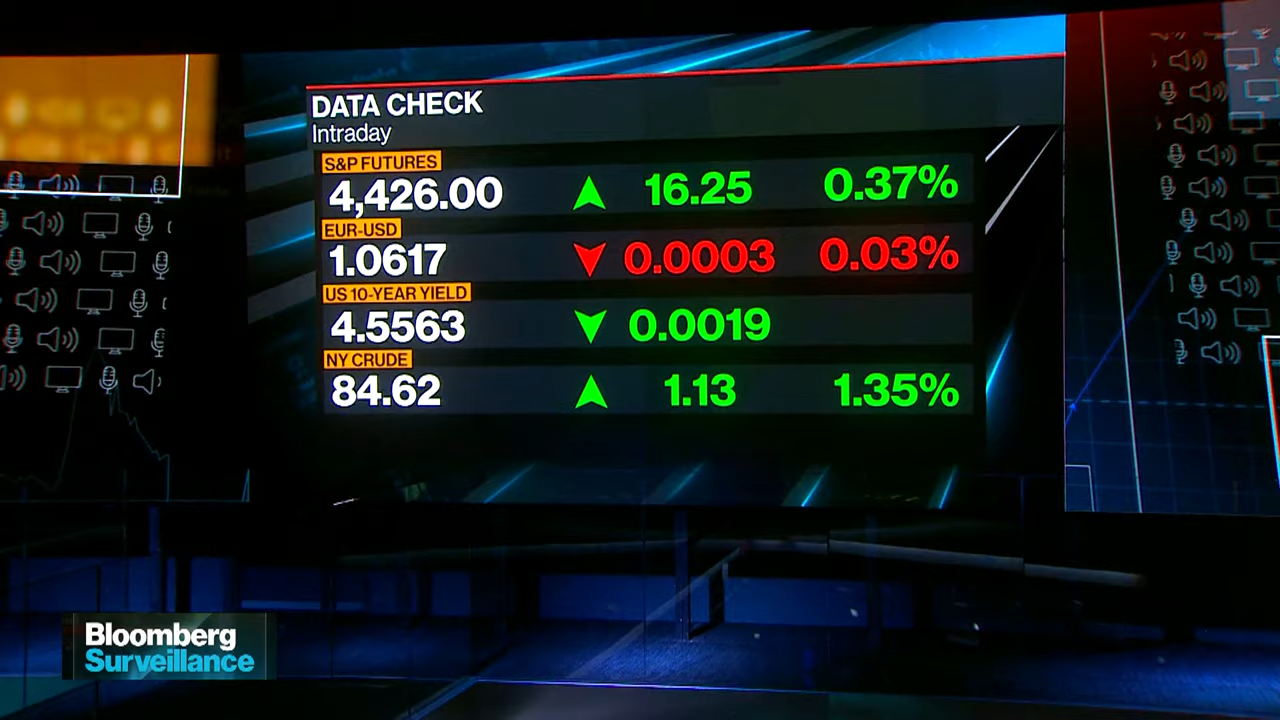 DATA CHECK
Intraday
S&P FUTURES
4,426.00 ▲ 16.25 0.37%
EUR-USD
1.0617 ▼ 0.0003 0.03%
US 10-YEAR YIELD
4.5563 ▼ 0.0019
NY CRUDE
84.62 ▲ 1.13 1.35%
Bloomberg
Surveillance